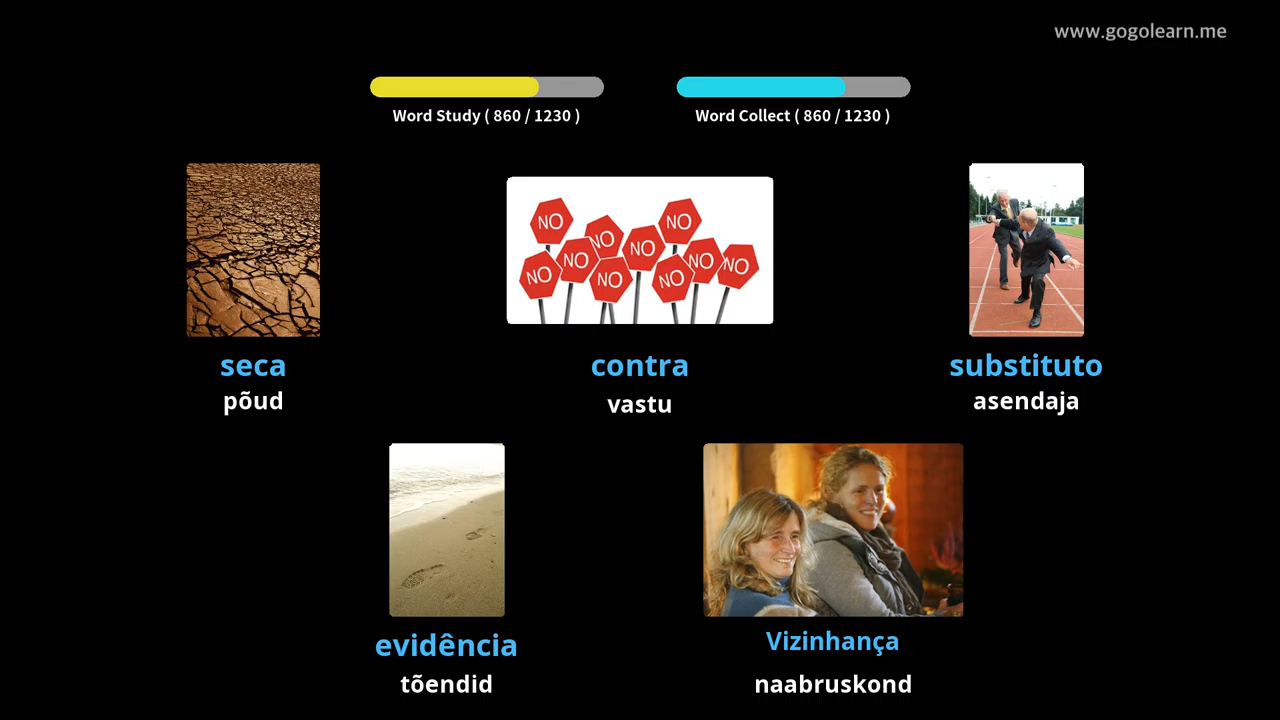 www.gogolearn.me
Word Study ( 860 / 1230 )
Word Collect ( 860 / 1230 )
NO
NO
NO
NO
NO
NO
NO
NO
NO
NO
seca
põud
contra
vastu
substituto
asendaja
evidência
tõendid
Vizinhança
naabruskond